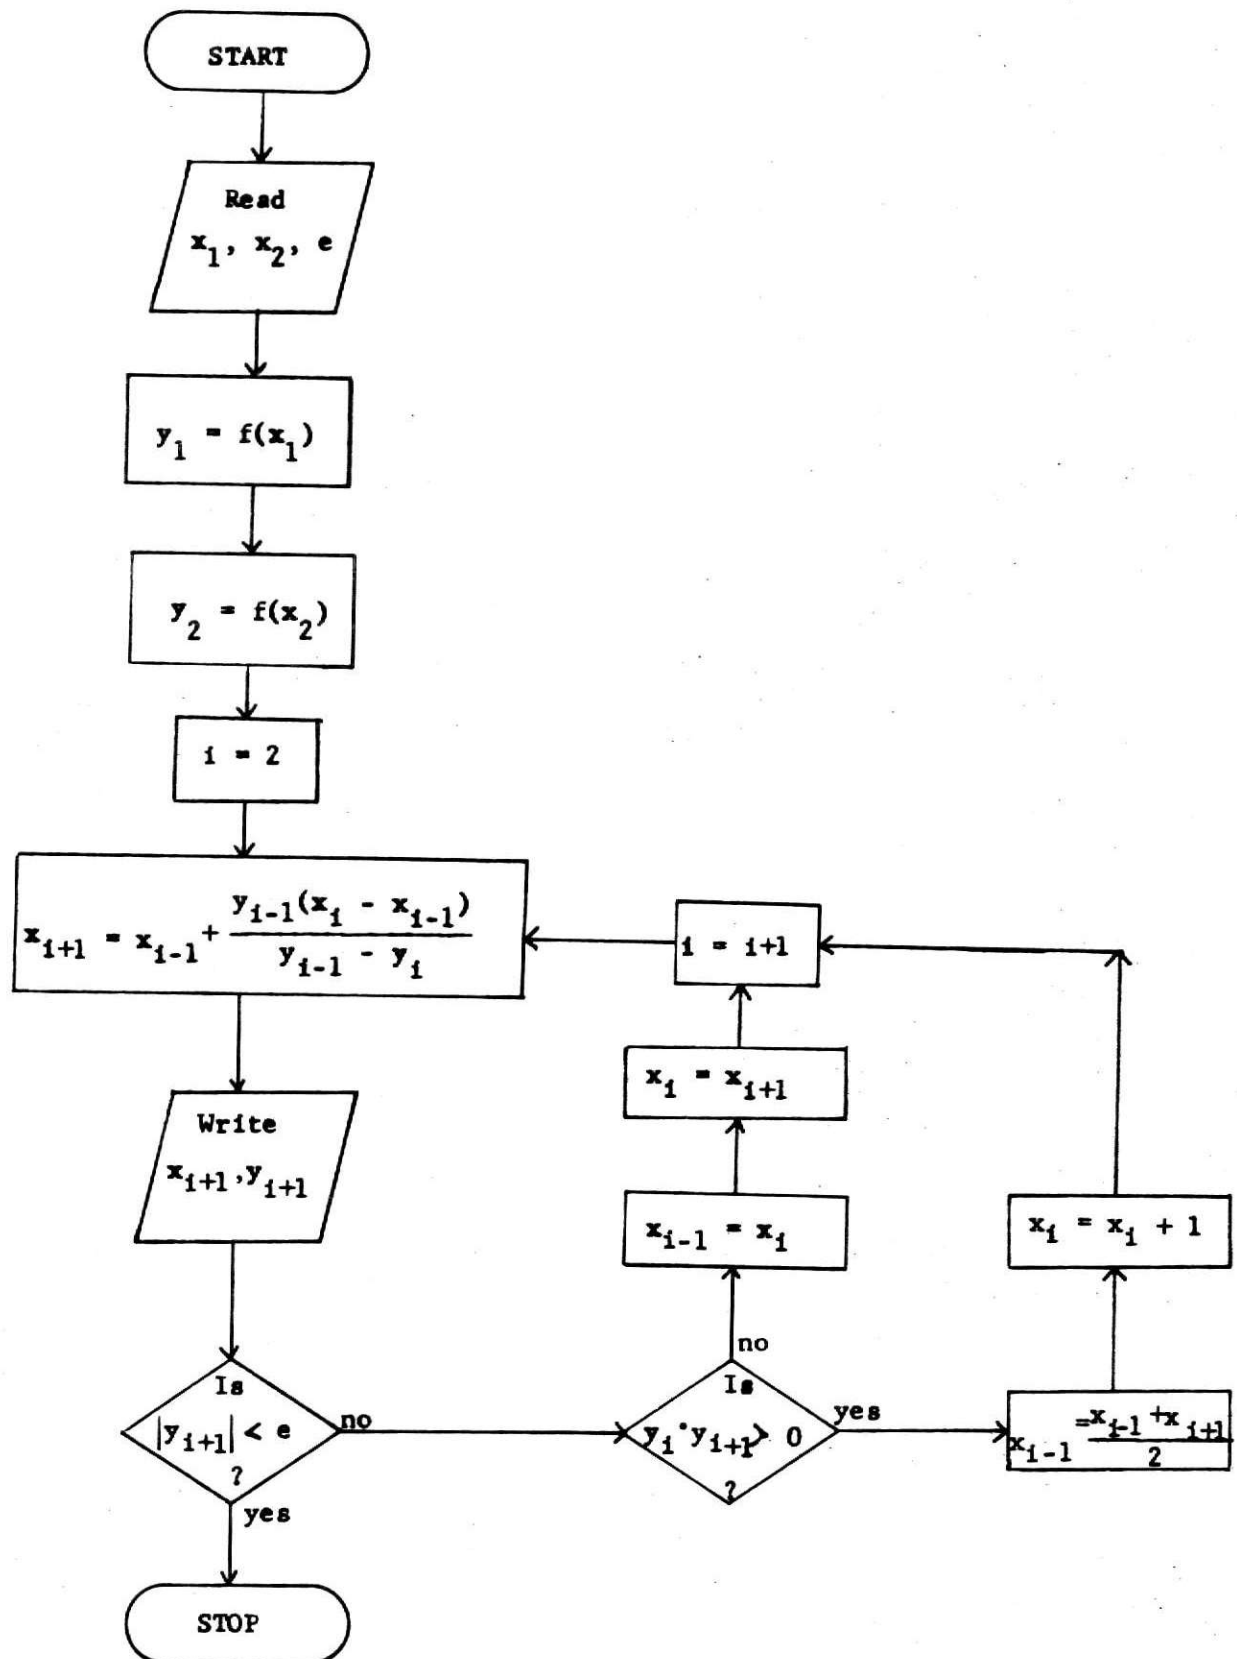 START
Read
x₁, x₂, e
y₁ = f(x₁)
y₂ = f(x₂)
i = 2
xᵢ₊₁ = xᵢ₋₁ + yᵢ₋₁(xᵢ - xᵢ₋₁) / yᵢ₋₁ - yᵢ
i = i+1
xᵢ = xᵢ₊₁
Write
xᵢ₊₁,yᵢ₊₁
xᵢ₋₁ = xᵢ
xᵢ = xᵢ + 1
no
Is
|yᵢ₊₁| < e
?
no
Is
yᵢ·yᵢ₊₁> 0
?
yes
xᵢ₋₁ = xᵢ₋₁ +xᵢ₊₁ / 2
yes
STOP